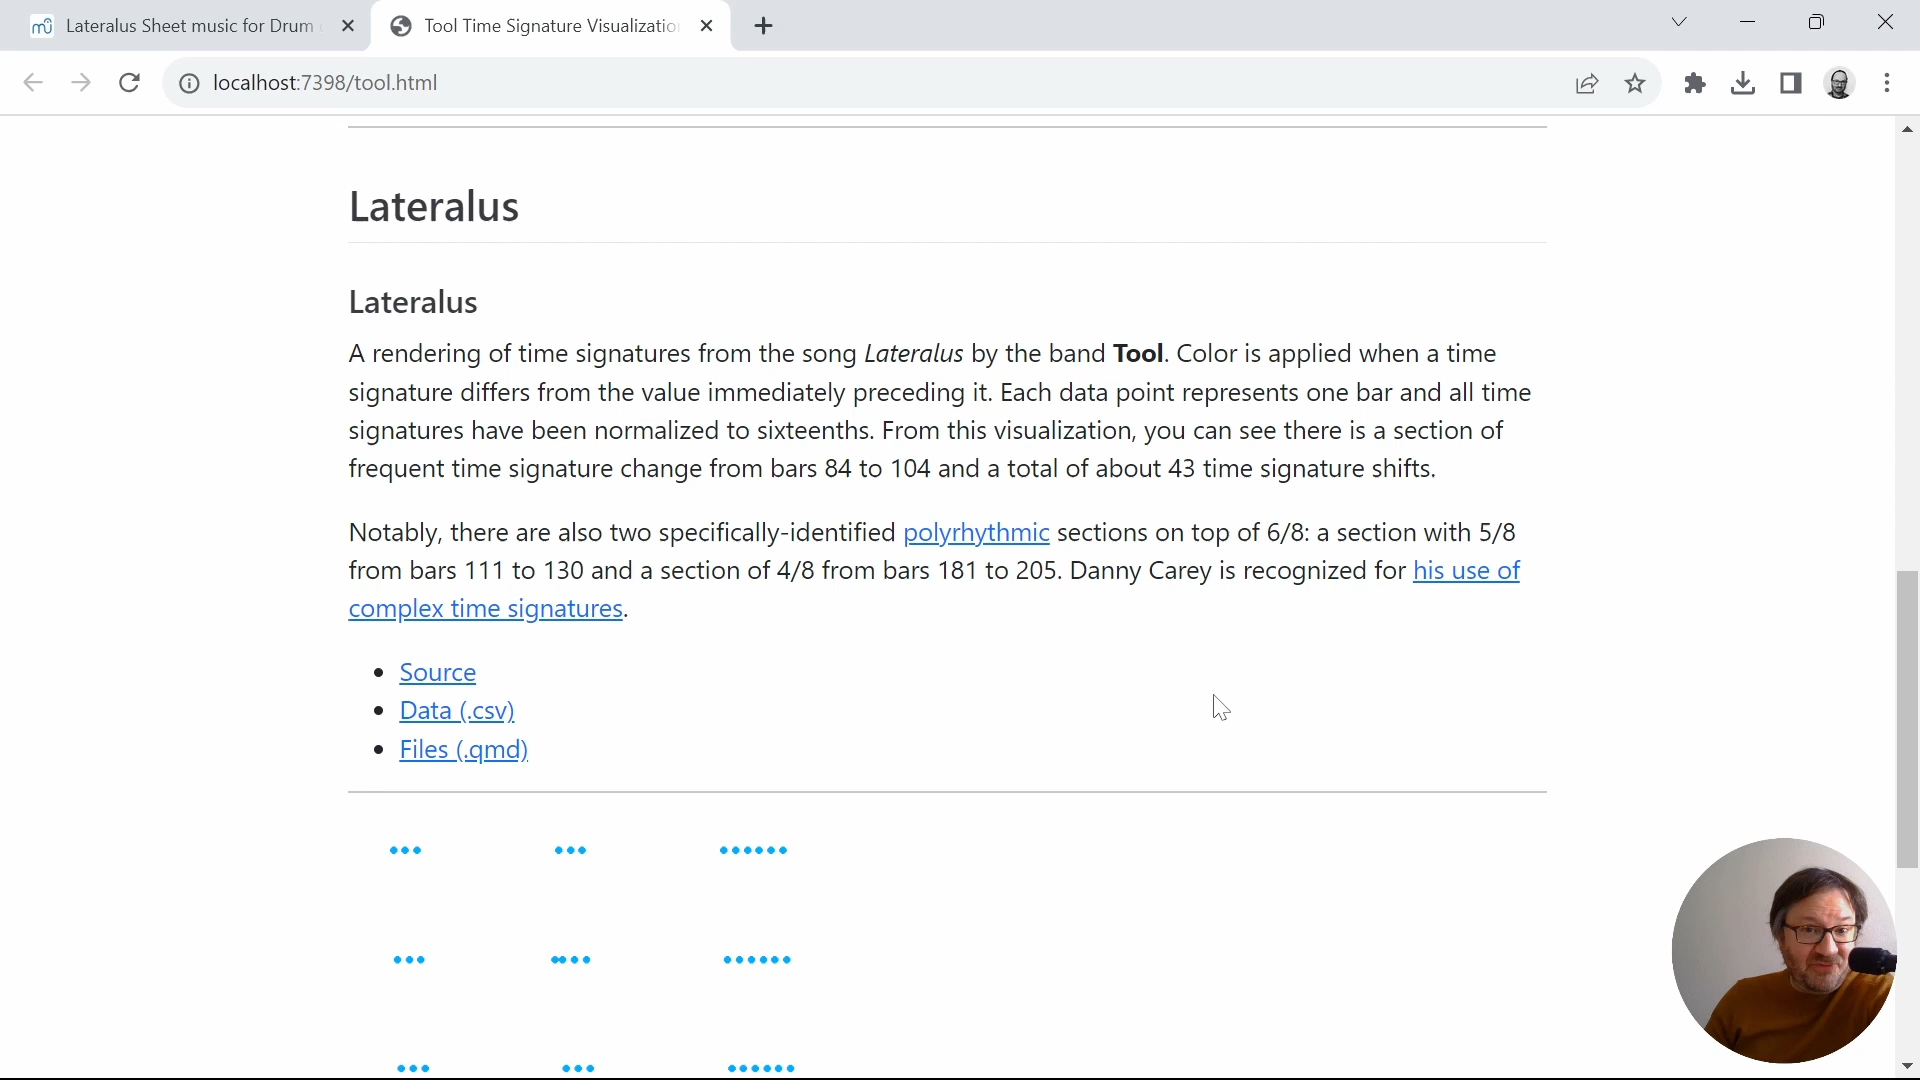 Lateralus Sheet music for Drum
Tool Time Signature Visualizatio
localhost:7398/tool.html
Lateralus
Lateralus
A rendering of time signatures from the song Lateralus by the band Tool. Color is applied when a time
signature differs from the value immediately preceding it. Each data point represents one bar and all time
signatures have been normalized to sixteenths. From this visualization, you can see there is a section of
frequent time signature change from bars 84 to 104 and a total of about 43 time signature shifts.
Notably, there are also two specifically-identified polyrhythmic sections on top of 6/8: a section with 5/8
from bars 111 to 130 and a section of 4/8 from bars 181 to 205. Danny Carey is recognized for his use of
complex time signatures.
• Source
• Data (.csv)
• Files (.qmd)